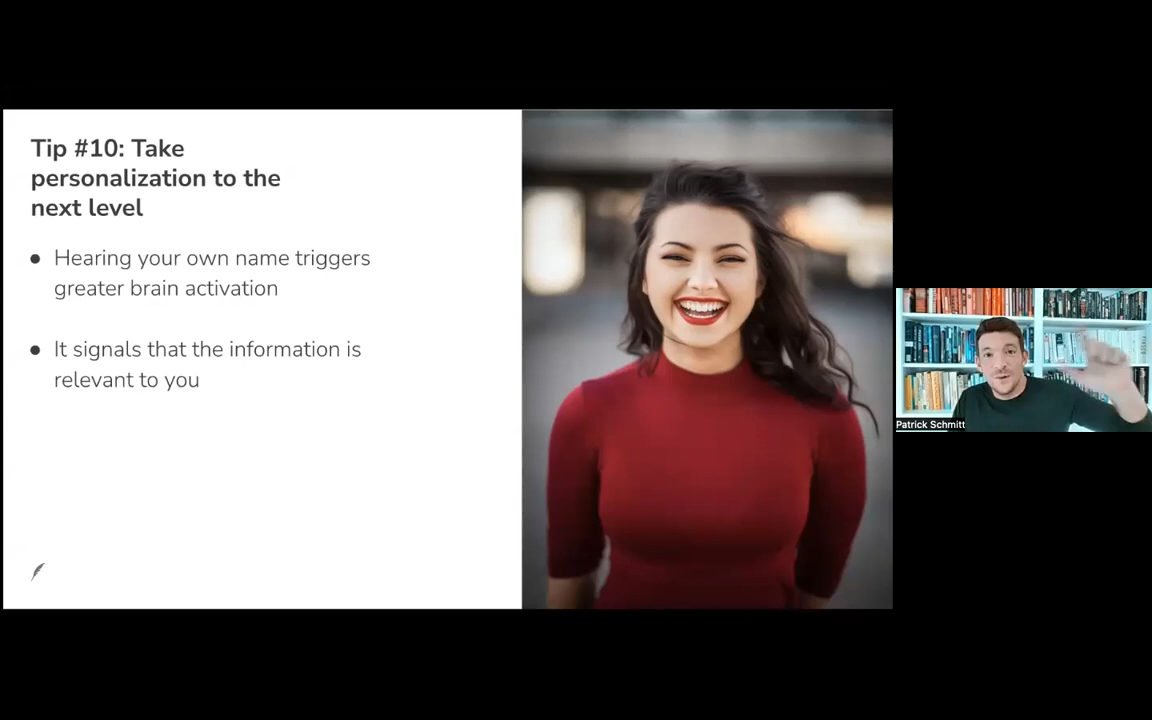 Tip #10: Take
personalization to the
next level
● Hearing your own name triggers
greater brain activation
● It signals that the information is
relevant to you
Patrick Schmitt